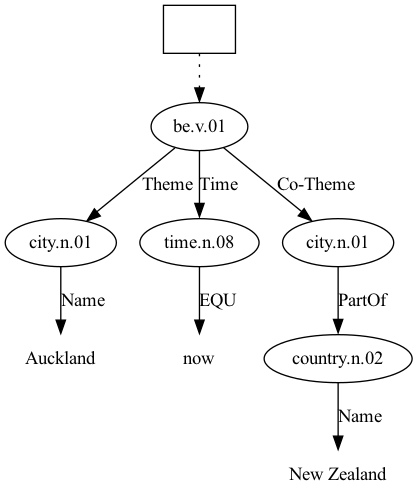 be.v.01
Theme Time Co-Theme
city.n.01 time.n.08 city.n.01
Name EQU PartOf
Auckland now country.n.02
Name
New Zealand